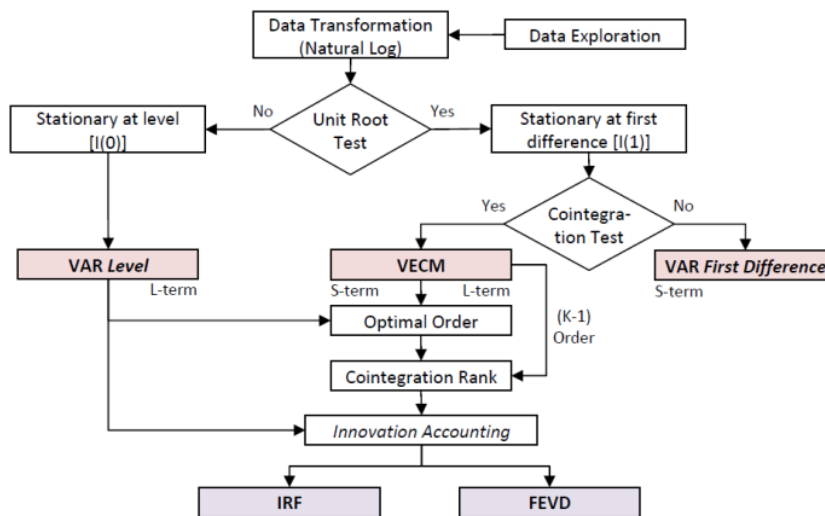 Data Transformation
(Natural Log)
Data Exploration
No
Unit Root
Test
Yes
Stationary at level
[I(0)]
Stationary at first
difference [I(1)]
Yes
Cointegra-
tion Test
No
VAR Level
L-term
VECM
S-term
L-term
VAR First Difference
S-term
Optimal Order
(K-1)
Order
Cointegration Rank
Innovation Accounting
IRF
FEVD